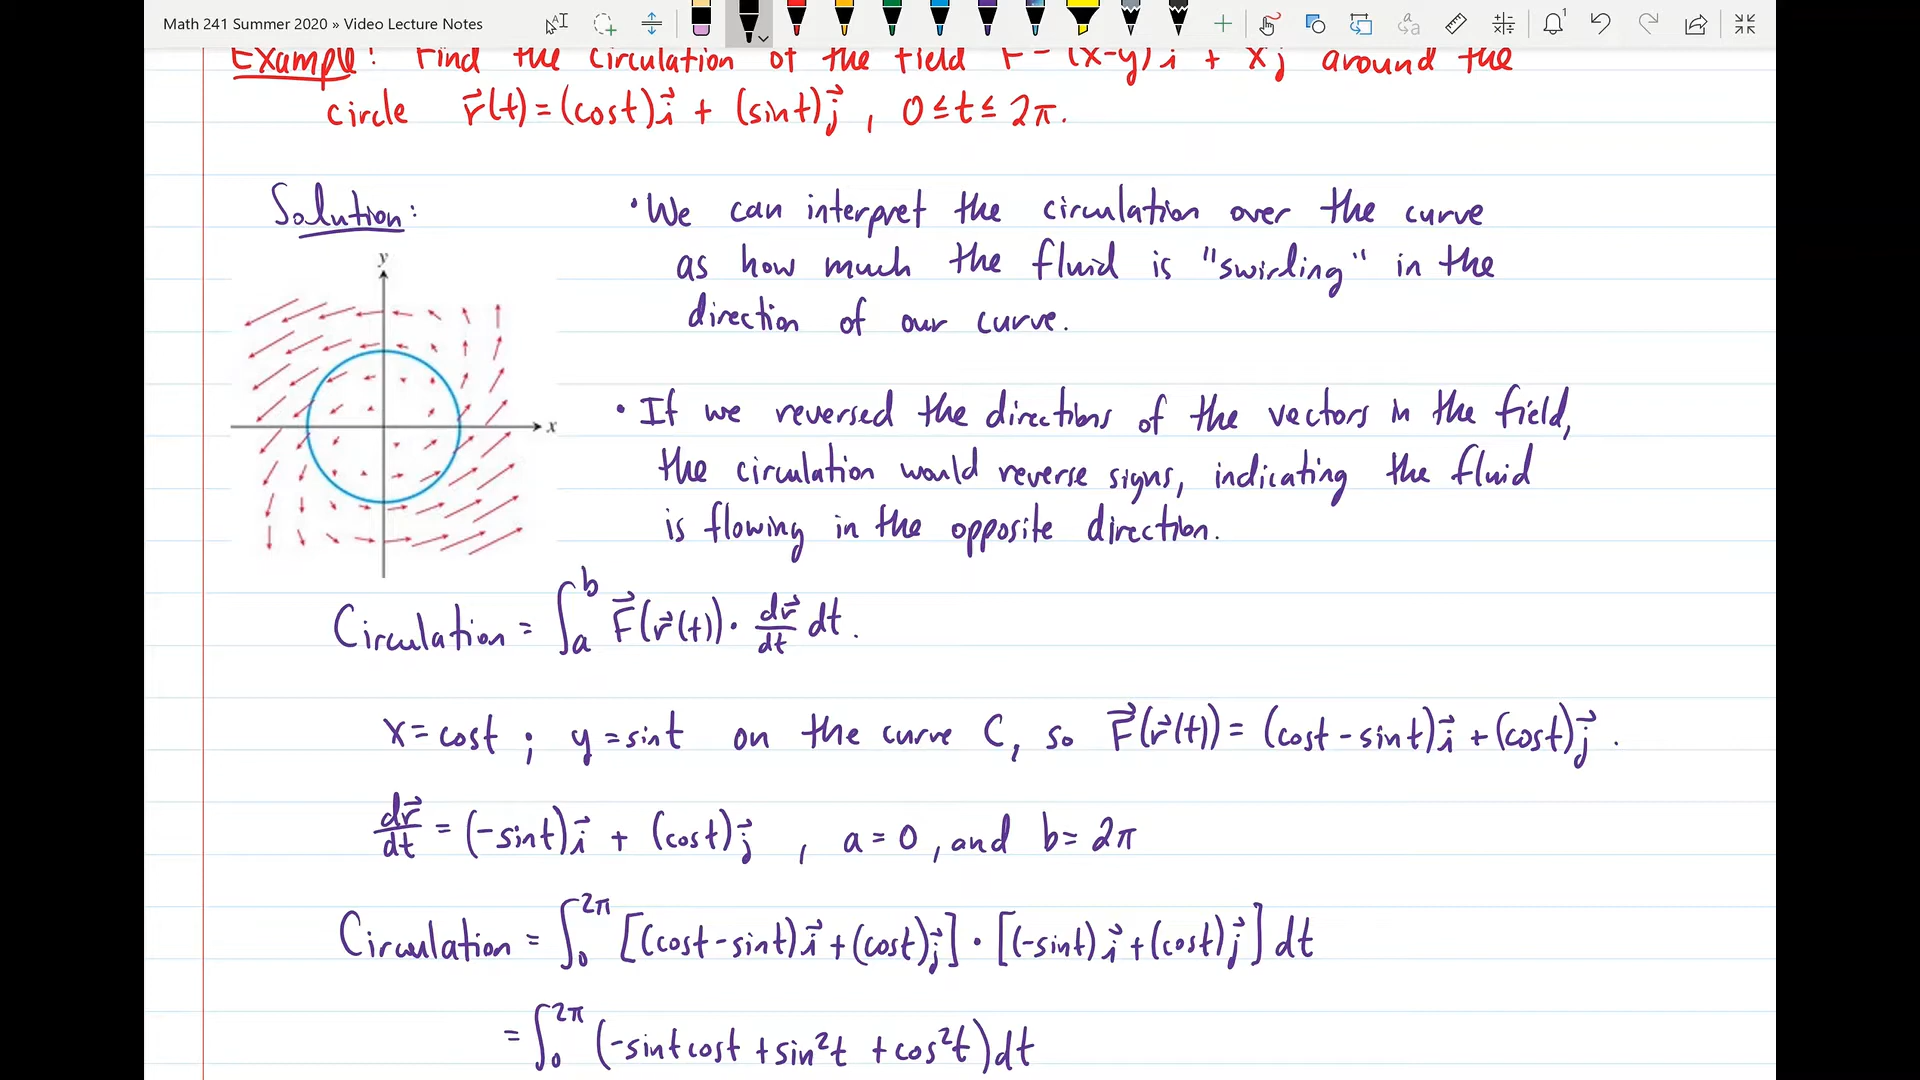 Math 241 Summer 2020 » Video Lecture Notes
Example: Find the circulation of the field F = (x-y)i + xj around the
circle r⃗(t) = (cost)i⃗ + (sint)j⃗, 0≤t≤2π.
Solution:
• We can interpret the circulation over the curve
as how much the fluid is "swirling" in the
direction of our curve.
y
x
• If we reversed the directions of the vectors in the field,
the circulation would reverse signs, indicating the fluid
is flowing in the opposite direction.
Circulation = ∫_a^b F⃗(r⃗(t)) · dr⃗/dt dt.
x = cost ; y = sint on the curve C, so F⃗(r⃗(t)) = (cost - sint)i⃗ + (cost)j⃗.
dr⃗/dt = (-sint)i⃗ + (cost)j⃗, a = 0, and b = 2π
Circulation = ∫_0^2π [(cost - sint)i⃗ + (cost)j⃗] · [(-sint)i⃗ + (cost)j⃗] dt
= ∫_0^2π (-sintcost + sin²t + cos²t)dt